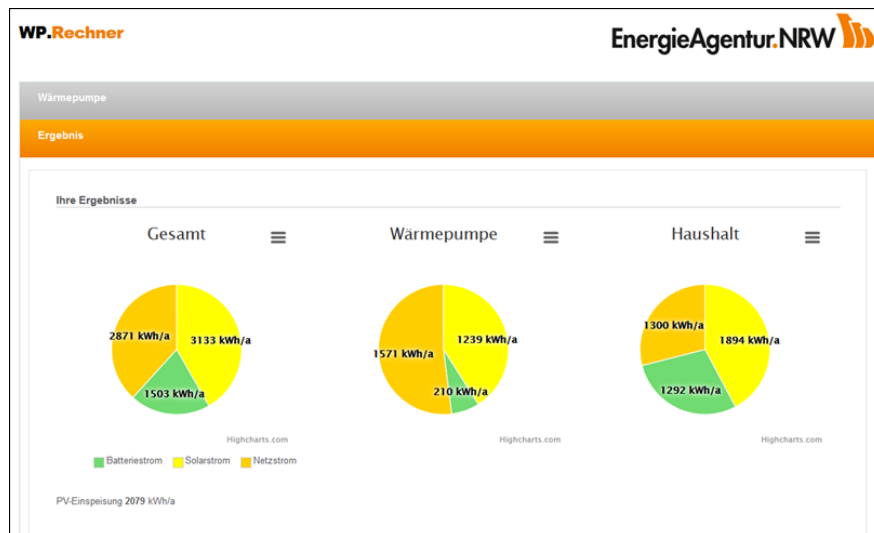 WP.Rechner
EnergieAgentur.NRW
Wärmepumpe
Ergebnis
Ihre Ergebnisse
Gesamt
Wärmepumpe
Haushalt
2871 kWh/a
3133 kWh/a
1503 kWh/a
1571 kWh/a
1239 kWh/a
210 kWh/a
1300 kWh/a
1894 kWh/a
1292 kWh/a
Highcharts.com
Highcharts.com
Highcharts.com
Batteriestrom Solarstrom Netzstrom
PV-Einspeisung 2079 kWh/a